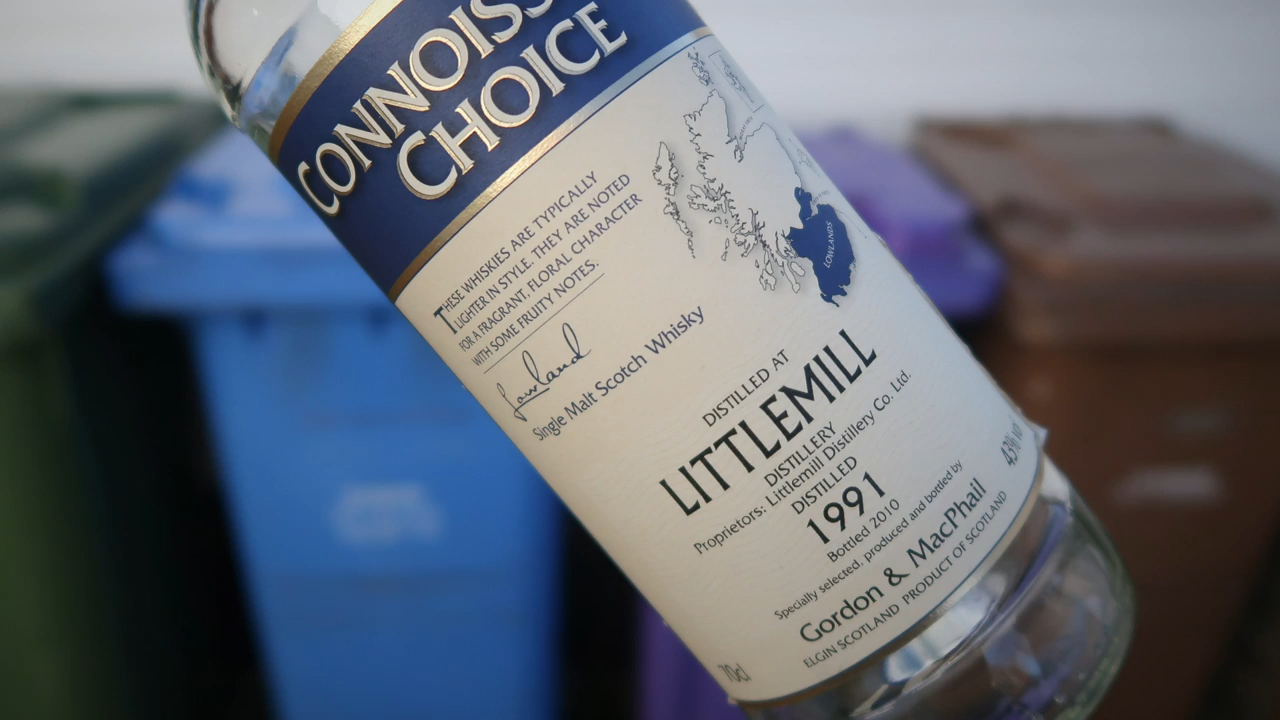 CONNOISS
CHOICE
THESE WHISKIES ARE TYPICALLY
LIGHTER IN STYLE. THEY ARE NOTED
FOR A FRAGRANT, FLORAL CHARACTER
WITH SOME FRUITY NOTES.
Lowland
Single Malt Scotch Whisky
LOWLANDS
DISTILLED AT
LITTLEMILL
DISTILLERY
Proprietors: Littlemill Distillery Co. Ltd.
DISTILLED
1991
Bottled 2010
Specially selected, produced and bottled by
Gordon & MacPhail
ELGIN SCOTLAND PRODUCT OF SCOTLAND
70cl
43% vol